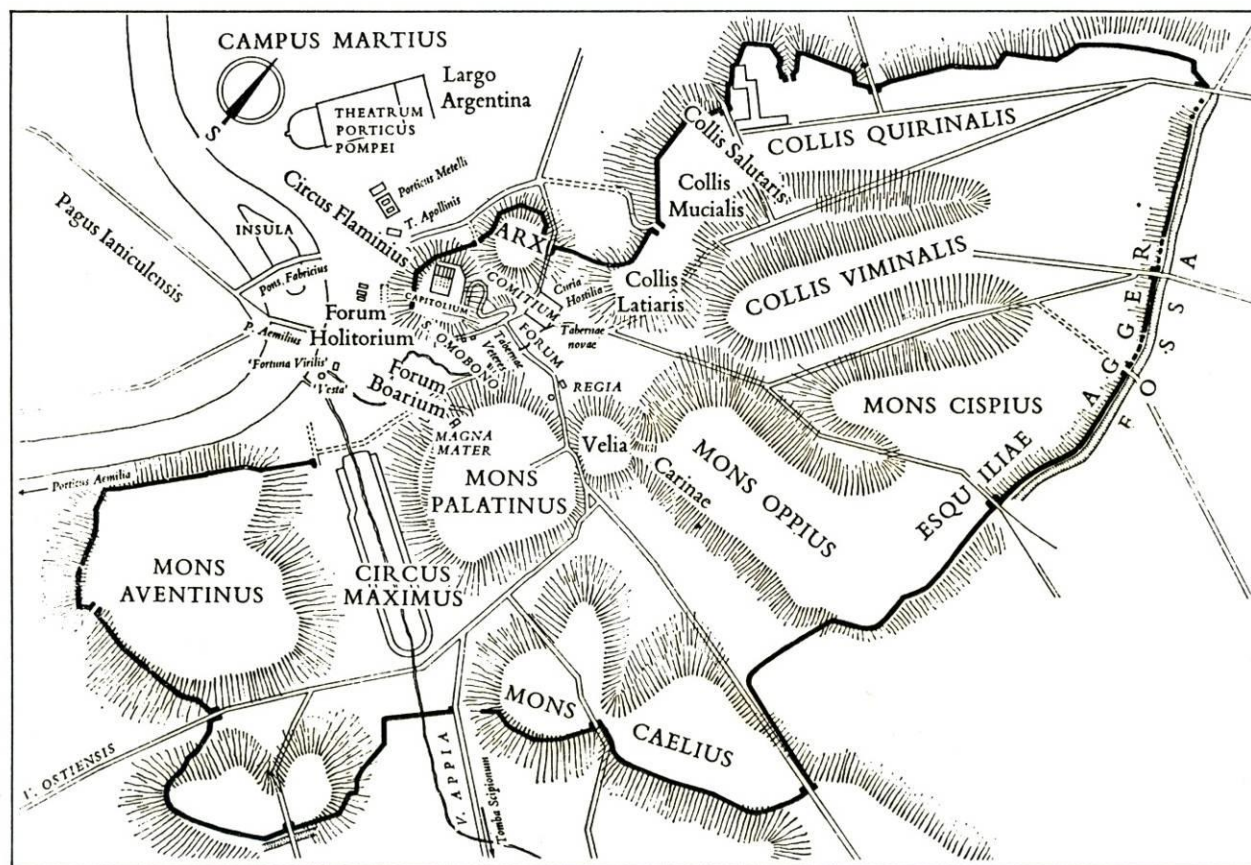 CAMPUS MARTIUS
S
Largo
Argentina
THEATRUM
PORTICUS
POMPEI
Porticus Metelli
Circus Flaminius
T. Apollinis
Pagus Ianiculensis
INSULA
Pons Fabricius
P. Aemilius
'Fortuna Virilis'
'Vesta'
Forum
Holitorium
Forum
Boarium
S. OMOBONO
CAPITOLIUM
ARX
COMITIUM
Curia
Hostilia
FORUM
Tabernae
Veteres
Tabernae
novae
REGIA
Collis Salutaris
COLLIS QUIRINALIS
Collis
Mucialis
Collis
Latiaris
COLLIS VIMINALIS
MONS CISPIUS
AGGER
FOSSA
ESQUILIAE
MONS OPPIUS
Carinae
Velia
MAGNA
MATER
MONS
PALATINUS
Porticus Aemilia
MONS
AVENTINUS
CIRCUS
MAXIMUS
MONS
CAELIUS
V. OSTIENSIS
V. APPIA
Tomba Scipionum